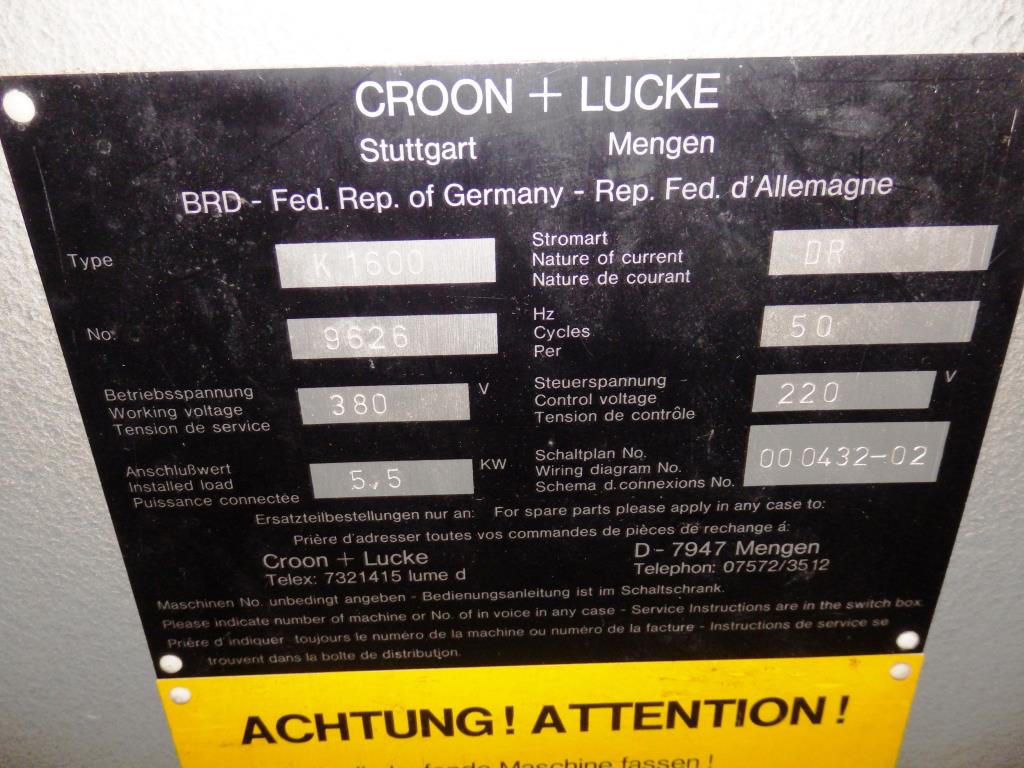 CROON + LUCKE
Stuttgart Mengen
BRD - Fed. Rep. of Germany - Rep. Fed. d'Allemagne
Type K 1600
No. 9626
Betriebsspannung
Working voltage 380 V
Tension de service
Anschlußwert
Installed load 5,5 KW
Puissance connectée
Stromart
Nature of current DR
Nature de courant
Hz
Cycles 50
Per
Steuerspannung
Control voltage 220 V
Tension de contrôle
Schaltplan No.
Wiring diagram No. 000432-02
Schema d.connexions No.
Ersatzteilbestellungen nur an: For spare parts please apply in any case to:
Prière d'adresser toutes vos commandes de pièces de rechange á:
Croon + Lucke D - 7947 Mengen
Telex: 7321415 lume d Telephon: 07572/3512
Maschinen No. unbedingt angeben - Bedienungsanleitung ist im Schaltschrank.
Please indicate number of machine or No. of in voice in any case - Service Instructions are in the switch box
Prière d'indiquer toujours le numéro de la machine ou numéro de la facture - Instructions de service se
trouvent dans la boîte de distribution.
ACHTUNG! ATTENTION!
Maschine fassen!